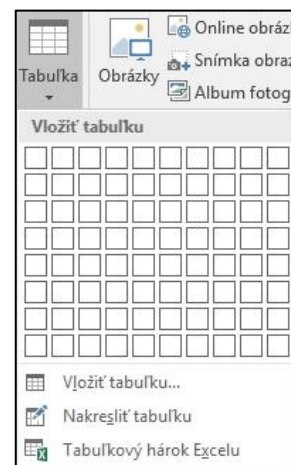 Tabuľka
Obrázky
Online obráz
Snímka obraz
Album fotog
Vložiť tabuľku
Vložiť tabuľku...
Nakresliť tabuľku
Tabuľkový hárok Excelu